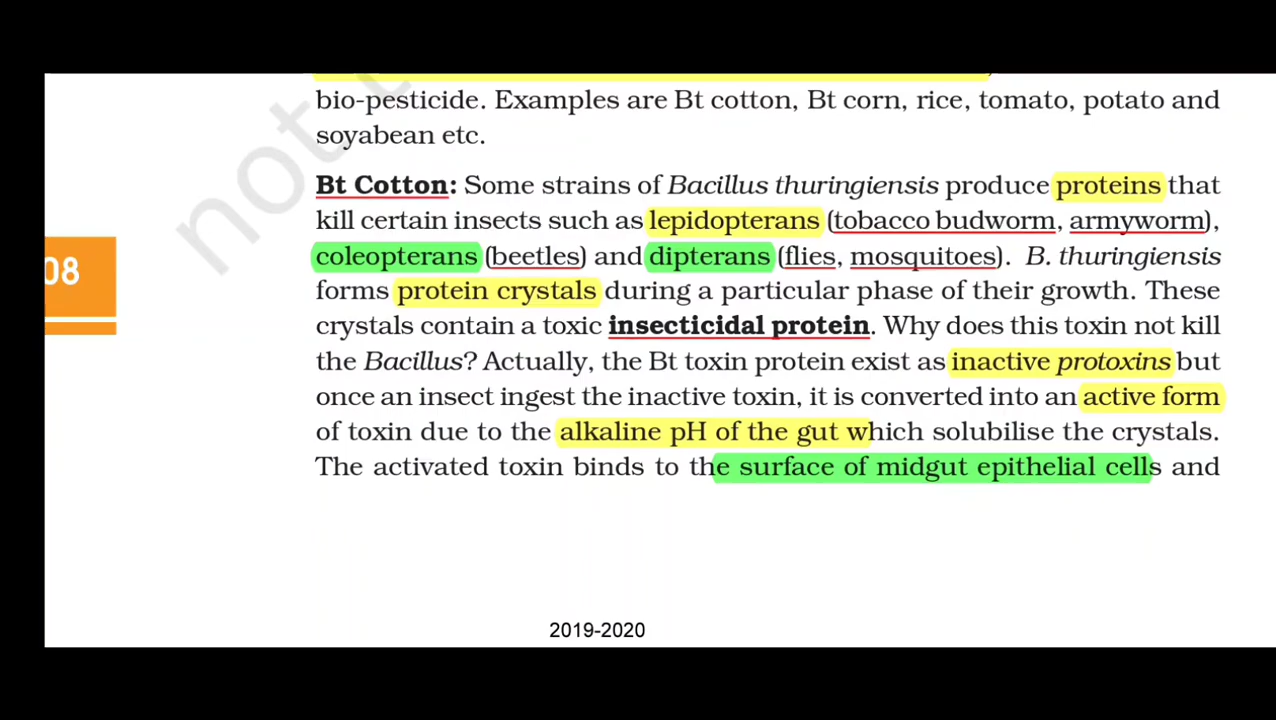 not
bio-pesticide. Examples are Bt cotton, Bt corn, rice, tomato, potato and
soyabean etc.
Bt Cotton: Some strains of Bacillus thuringiensis produce proteins that
kill certain insects such as lepidopterans (tobacco budworm, armyworm),
coleopterans (beetles) and dipterans (flies, mosquitoes). B. thuringiensis
forms protein crystals during a particular phase of their growth. These
08
crystals contain a toxic insecticidal protein. Why does this toxin not kill
the Bacillus? Actually, the Bt toxin protein exist as inactive protoxins but
once an insect ingest the inactive toxin, it is converted into an active form
of toxin due to the alkaline pH of the gut which solubilise the crystals.
The activated toxin binds to the surface of midgut epithelial cells and
2019-2020